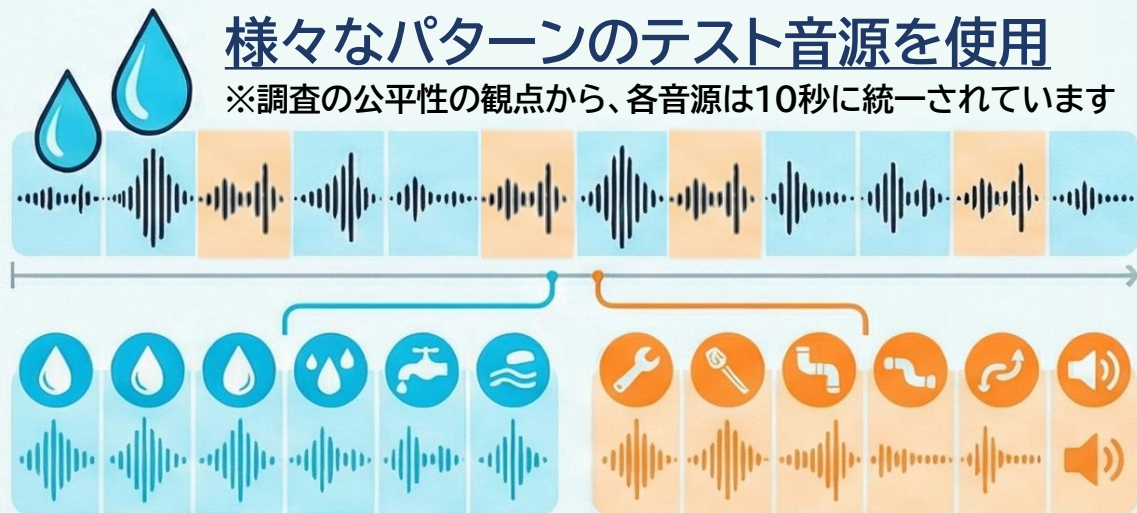 様々なパターンのテスト音源を使用
※調査の公平性の観点から、各音源は10秒に統一されています